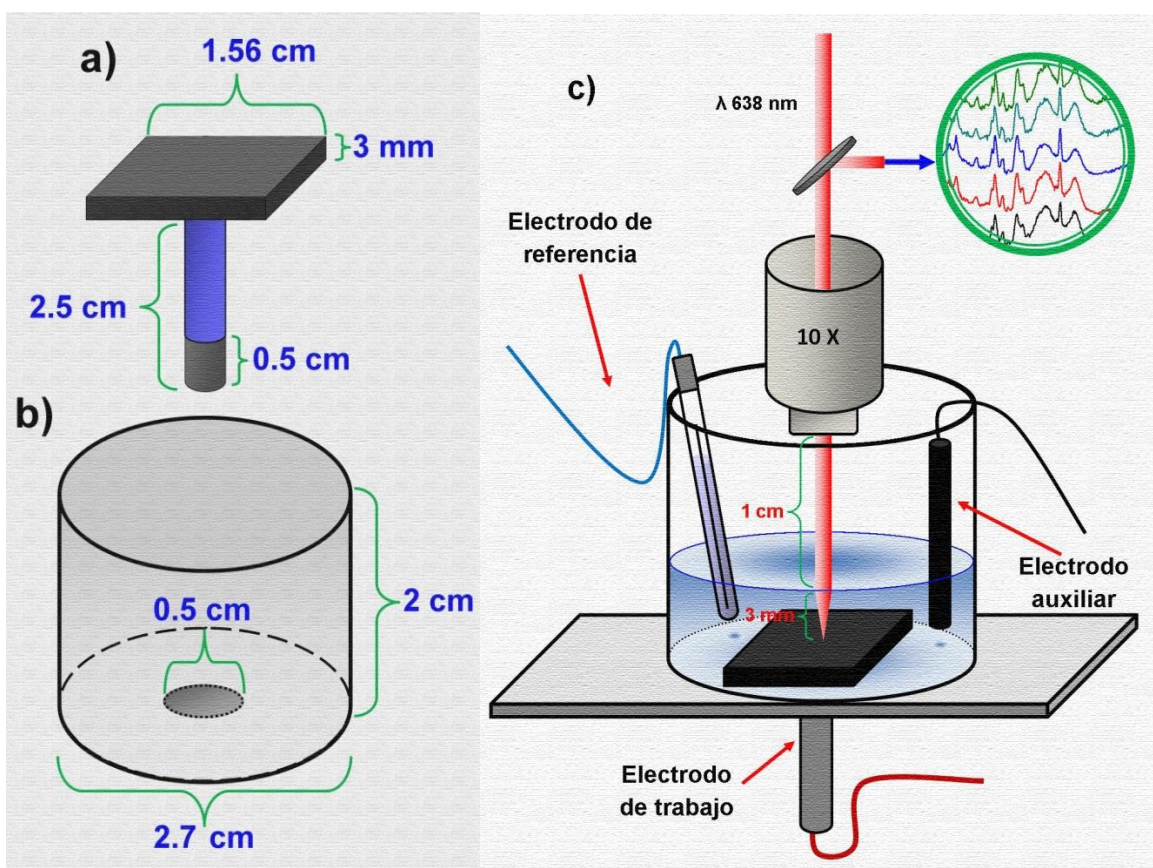 a)
1.56 cm
3 mm
2.5 cm
0.5 cm
b)
0.5 cm
2 cm
2.7 cm
c)
λ 638 nm
Electrodo de
referencia
10 X
1 cm
3 mm
Electrodo
auxiliar
Electrodo
de trabajo